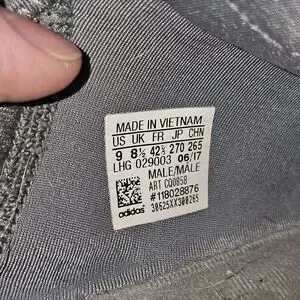 MADE IN VIETNAM
US UK FR JP CHN
9 8½ 42⅔ 270 265
LHG 029003 06/17
MALE/MALE
ART CQ0858
#118028876
30625XX300265
adidas